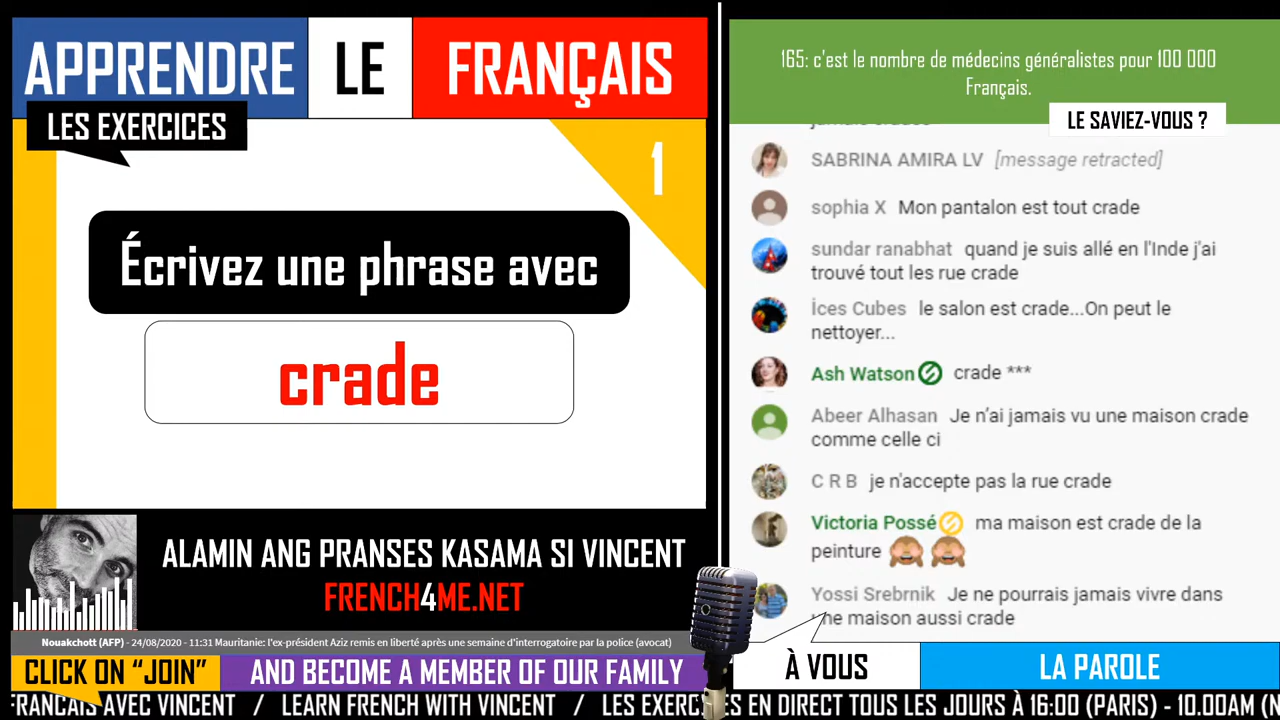 APPRENDRE LE FRANÇAIS
LES EXERCICES
1
Écrivez une phrase avec
crade
ALAMIN ANG PRANSES KASAMA SI VINCENT
FRENCH4ME.NET
Nouakchott (AFP) - 24/08/2020 - 11:31 Mauritanie: l'ex-président Aziz remis en liberté après une semaine d'interrogatoire par la police (avocat)
CLICK ON “JOIN” AND BECOME A MEMBER OF OUR FAMILY
165: c'est le nombre de médecins généralistes pour 100 000
Français.
LE SAVIEZ-VOUS ?
SABRINA AMIRA LV [message retracted]
sophia X Mon pantalon est tout crade
sundar ranabhat quand je suis allé en l'Inde j'ai
trouvé tout les rue crade
İces Cubes le salon est crade...On peut le
nettoyer...
Ash Watson crade ***
Abeer Alhasan Je n’ai jamais vu une maison crade
comme celle ci
C R B je n'accepte pas la rue crade
Victoria Possé ma maison est crade de la
peinture
Yossi Srebrnik Je ne pourrais jamais vivre dans
une maison aussi crade
À VOUS LA PAROLE
FRANCAIS AVEC VINCENT / LEARN FRENCH WITH VINCENT / LES EXERCICES EN DIRECT TOUS LES JOURS À 16:00 (PARIS) - 10.00AM (N